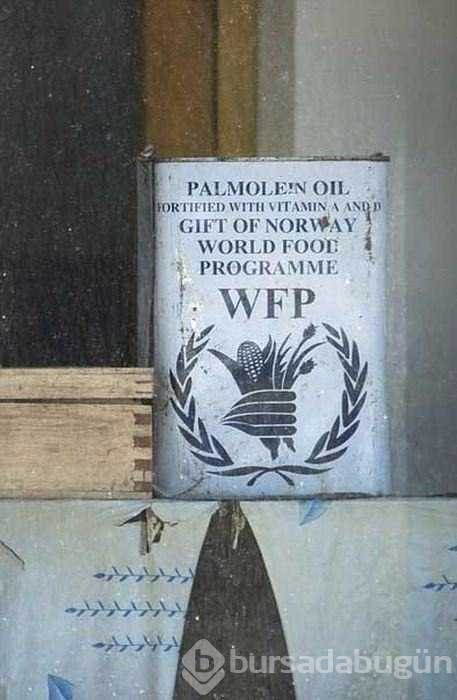 PALMOLEIN OIL
FORTIFIED WITH VITAMIN A AND D
GIFT OF NORWAY
WORLD FOOD
PROGRAMME
WFP
b bursadabugün